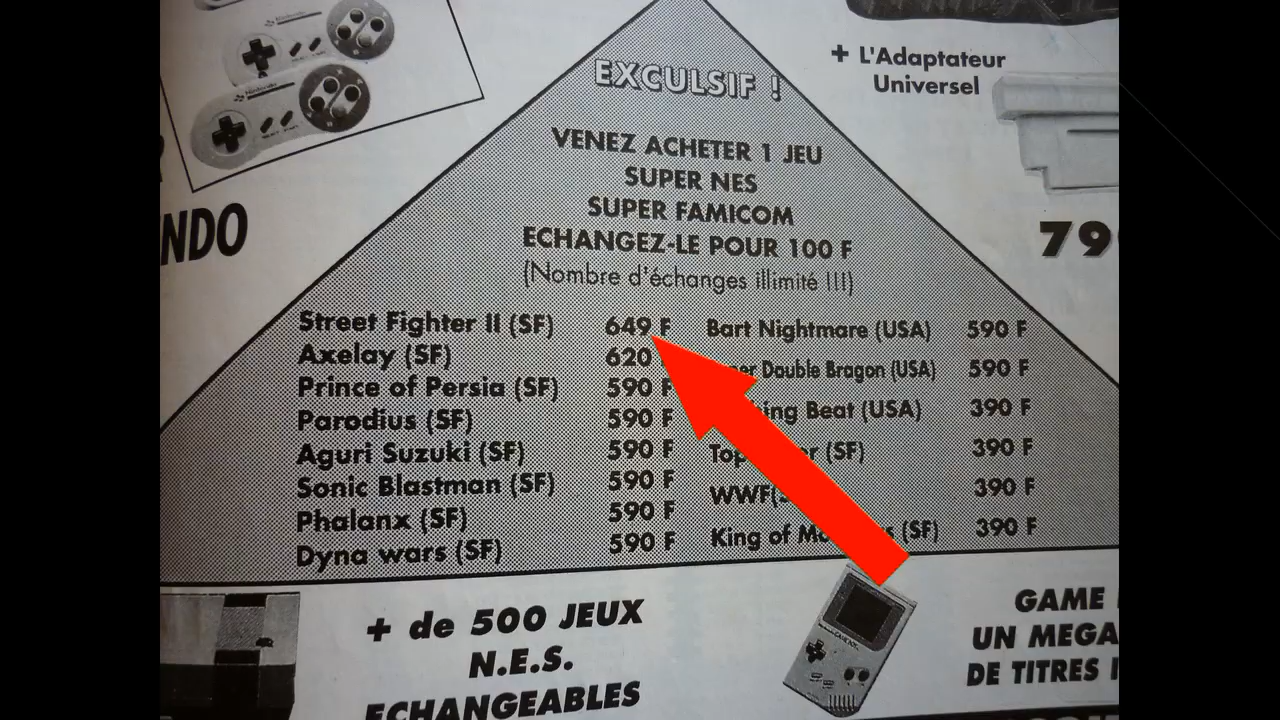 + L'Adaptateur
Universel
EXCULSIF !
VENEZ ACHETER 1 JEU
SUPER NES
SUPER FAMICOM
ECHANGEZ-LE POUR 100 F
(Nombre d'échanges illimité !!!)
NDO
79
Street Fighter II (SF) 649 F
Axelay (SF) 620
Prince of Persia (SF) 590 F
Parodius (SF) 590 F
Aguri Suzuki (SF) 590 F
Sonic Blastman (SF) 590 F
Phalanx (SF) 590 F
Dyna wars (SF) 590 F
Bart Nightmare (USA) 590 F
Double Bragon (USA) 590 F
Beat (USA) 390 F
(SF) 390 F
WWF( 390 F
King of (SF) 390 F
+ de 500 JEUX
N.E.S.
ECHANGEABLES
GAME
UN MEGA
DE TITRES